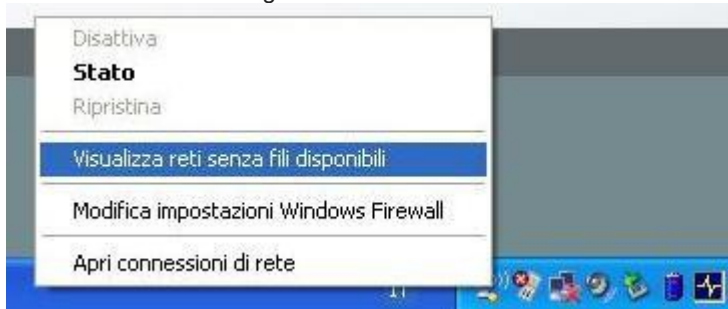 Disattiva
Stato
Ripristina
Visualizza reti senza fili disponibili
Modifica impostazioni Windows Firewall
Apri connessioni di rete